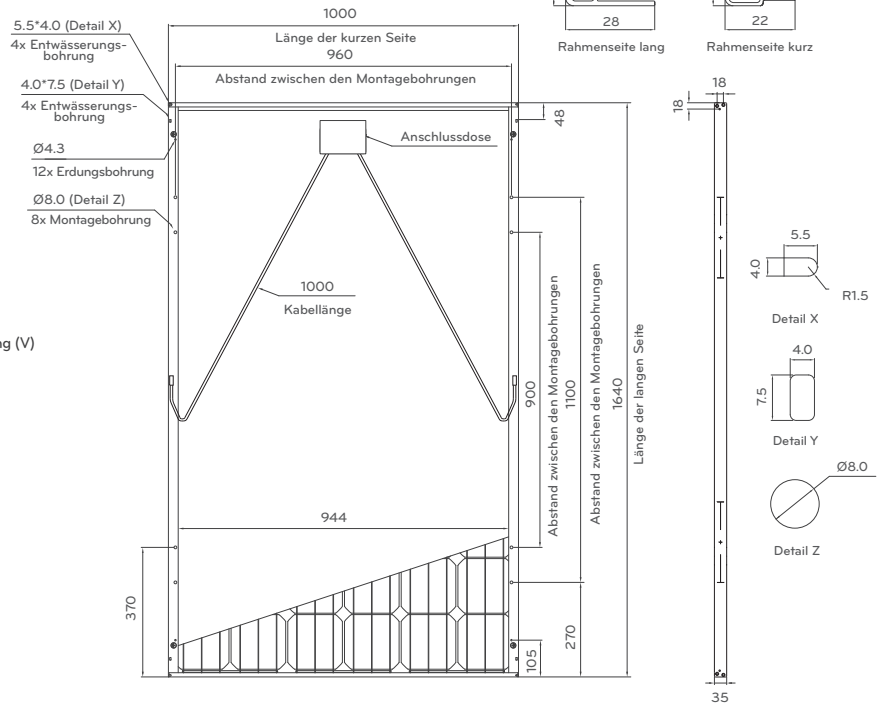 28
22
Rahmenseite lang
Rahmenseite kurz
1000
Länge der kurzen Seite
960
Abstand zwischen den Montagebohrungen
5.5*4.0 (Detail X)
4x Entwässerungs-
bohrung
4.0*7.5 (Detail Y)
4x Entwässerungs-
bohrung
Ø4.3
12x Erdungsbohrung
Ø8.0 (Detail Z)
8x Montagebohrung
48
Anschlussdose
1000
Kabellänge
900
Abstand zwischen den Montagebohrungen
1100
Abstand zwischen den Montagebohrungen
1640
Länge der langen Seite
944
370
105
270
18
18
35
5.5
4.0
R1.5
Detail X
4.0
7.5
Detail Y
Ø8.0
Detail Z
ng (V)